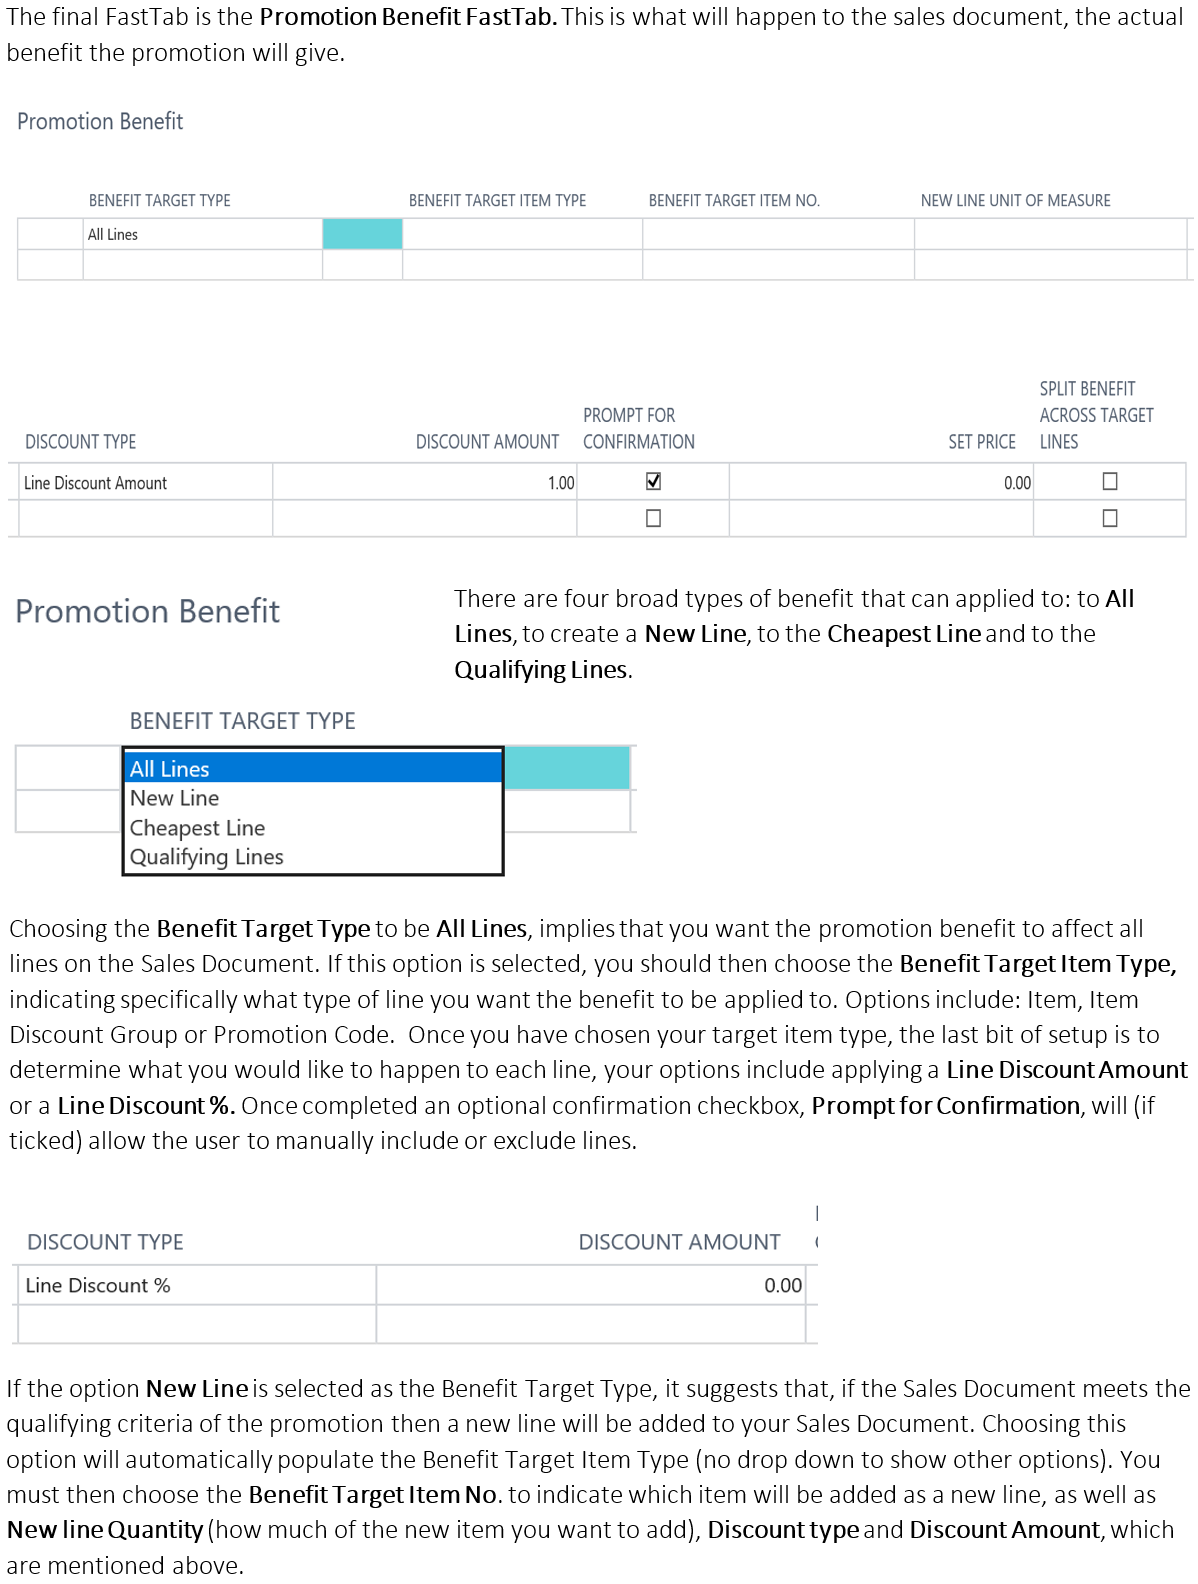 The final FastTab is the Promotion Benefit FastTab. This is what will happen to the sales document, the actual
benefit the promotion will give.
Promotion Benefit
BENEFIT TARGET TYPE BENEFIT TARGET ITEM TYPE BENEFIT TARGET ITEM NO. NEW LINE UNIT OF MEASURE
All Lines
SPLIT BENEFIT
PROMPT FOR ACROSS TARGET
DISCOUNT TYPE DISCOUNT AMOUNT CONFIRMATION SET PRICE LINES
Line Discount Amount 1.00 0.00
Promotion Benefit
There are four broad types of benefit that can applied to: to All
Lines, to create a New Line, to the Cheapest Line and to the
Qualifying Lines.
BENEFIT TARGET TYPE
All Lines
New Line
Cheapest Line
Qualifying Lines
Choosing the Benefit Target Type to be All Lines, implies that you want the promotion benefit to affect all
lines on the Sales Document. If this option is selected, you should then choose the Benefit Target Item Type,
indicating specifically what type of line you want the benefit to be applied to. Options include: Item, Item
Discount Group or Promotion Code. Once you have chosen your target item type, the last bit of setup is to
determine what you would like to happen to each line, your options include applying a Line Discount Amount
or a Line Discount %. Once completed an optional confirmation checkbox, Prompt for Confirmation, will (if
ticked) allow the user to manually include or exclude lines.
DISCOUNT TYPE DISCOUNT AMOUNT
Line Discount % 0.00
If the option New Line is selected as the Benefit Target Type, it suggests that, if the Sales Document meets the
qualifying criteria of the promotion then a new line will be added to your Sales Document. Choosing this
option will automatically populate the Benefit Target Item Type (no drop down to show other options). You
must then choose the Benefit Target Item No. to indicate which item will be added as a new line, as well as
New line Quantity (how much of the new item you want to add), Discount type and Discount Amount, which
are mentioned above.